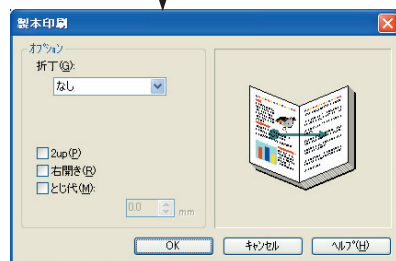 製本印刷
オプション
折丁(G):
なし
2up(P)
右開き(R)
とじ代(M):
0.0 mm
OK キャンセル ヘルプ(H)